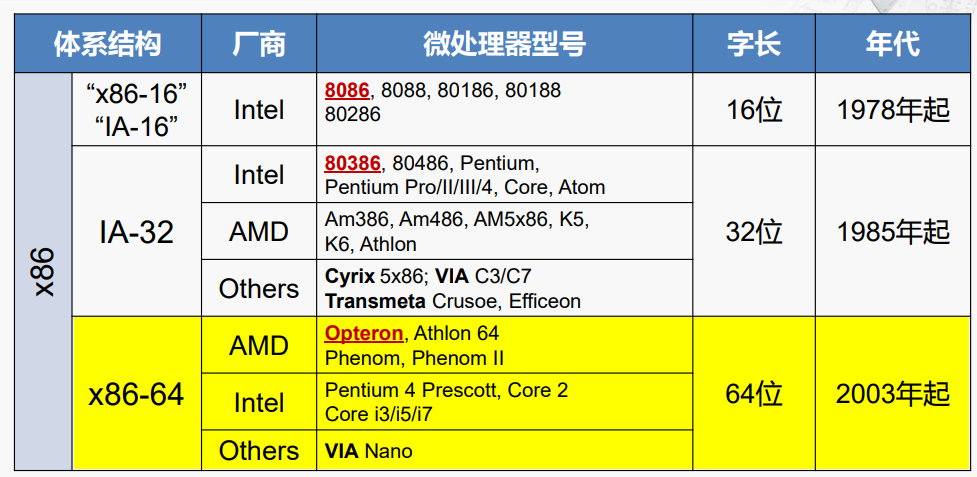 体系结构 厂商 微处理器型号 字长 年代
x86
“x86-16”
“IA-16”
Intel
8086, 8088, 80186, 80188
80286
16位
1978年起
IA-32
Intel
80386, 80486, Pentium,
Pentium Pro/II/III/4, Core, Atom
AMD
Am386, Am486, AM5x86, K5,
K6, Athlon
Others
Cyrix 5x86; VIA C3/C7
Transmeta Crusoe, Efficeon
32位
1985年起
x86-64
AMD
Opteron, Athlon 64
Phenom, Phenom II
Intel
Pentium 4 Prescott, Core 2
Core i3/i5/i7
Others
VIA Nano
64位
2003年起